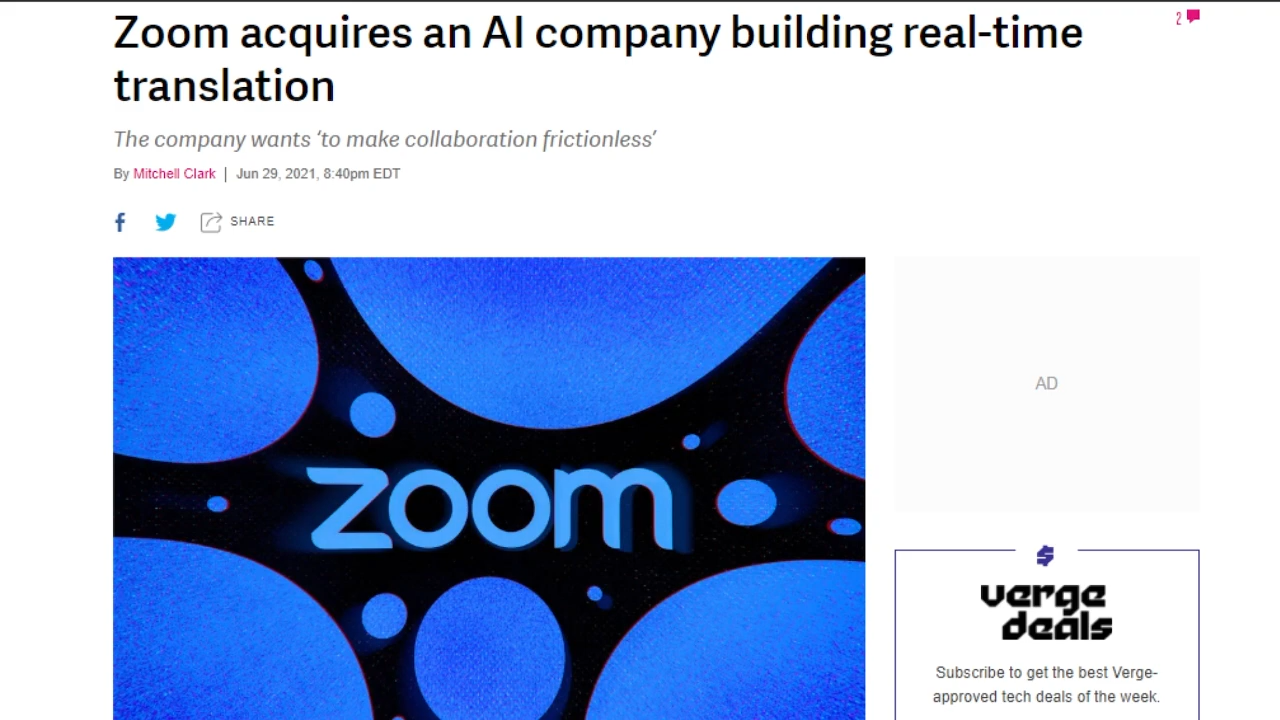 Zoom acquires an AI company building real-time
translation
2
The company wants ‘to make collaboration frictionless’
By Mitchell Clark | Jun 29, 2021, 8:40pm EDT
SHARE
zoom
AD
verge
deals
Subscribe to get the best Verge-
approved tech deals of the week.